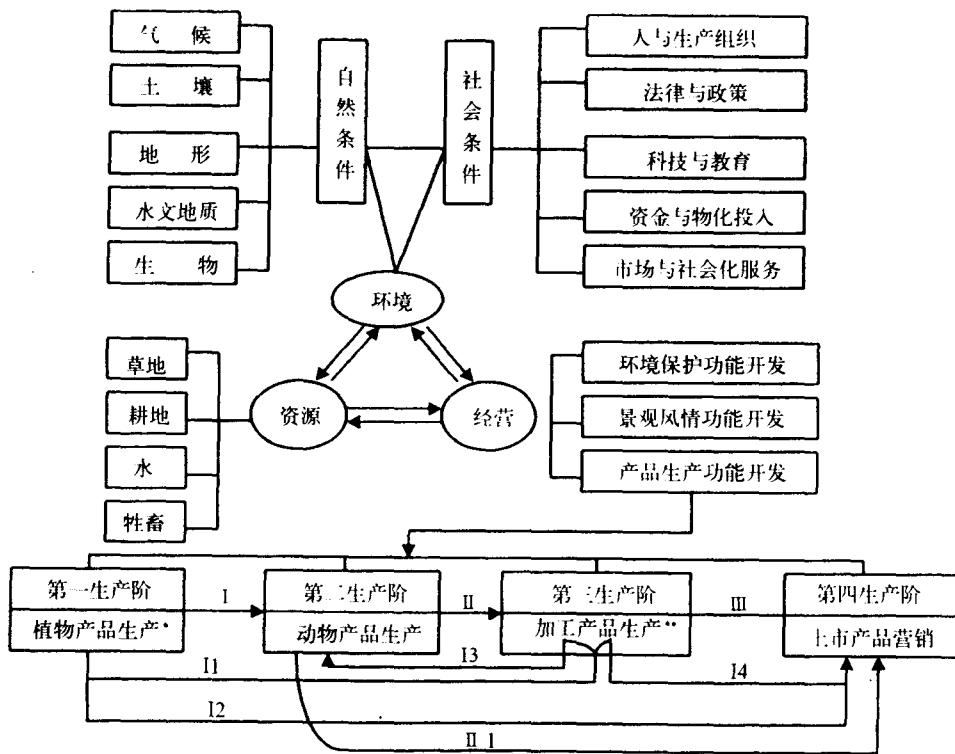 气 候
土 壤
地 形
水文地质
生 物
自然条件
社会条件
人与生产组织
法律与政策
科技与教育
资金与物化投入
市场与社会化服务
环境
资源
经营
草地
耕地
水
牲畜
环境保护功能开发
景观风情功能开发
产品生产功能开发
第一生产阶
植物产品生产*
I
第二生产阶
动物产品生产
II
第三生产阶
加工产品生产**
III
第四生产阶
上市产品营销
I1
I2
I3
I4
II 1